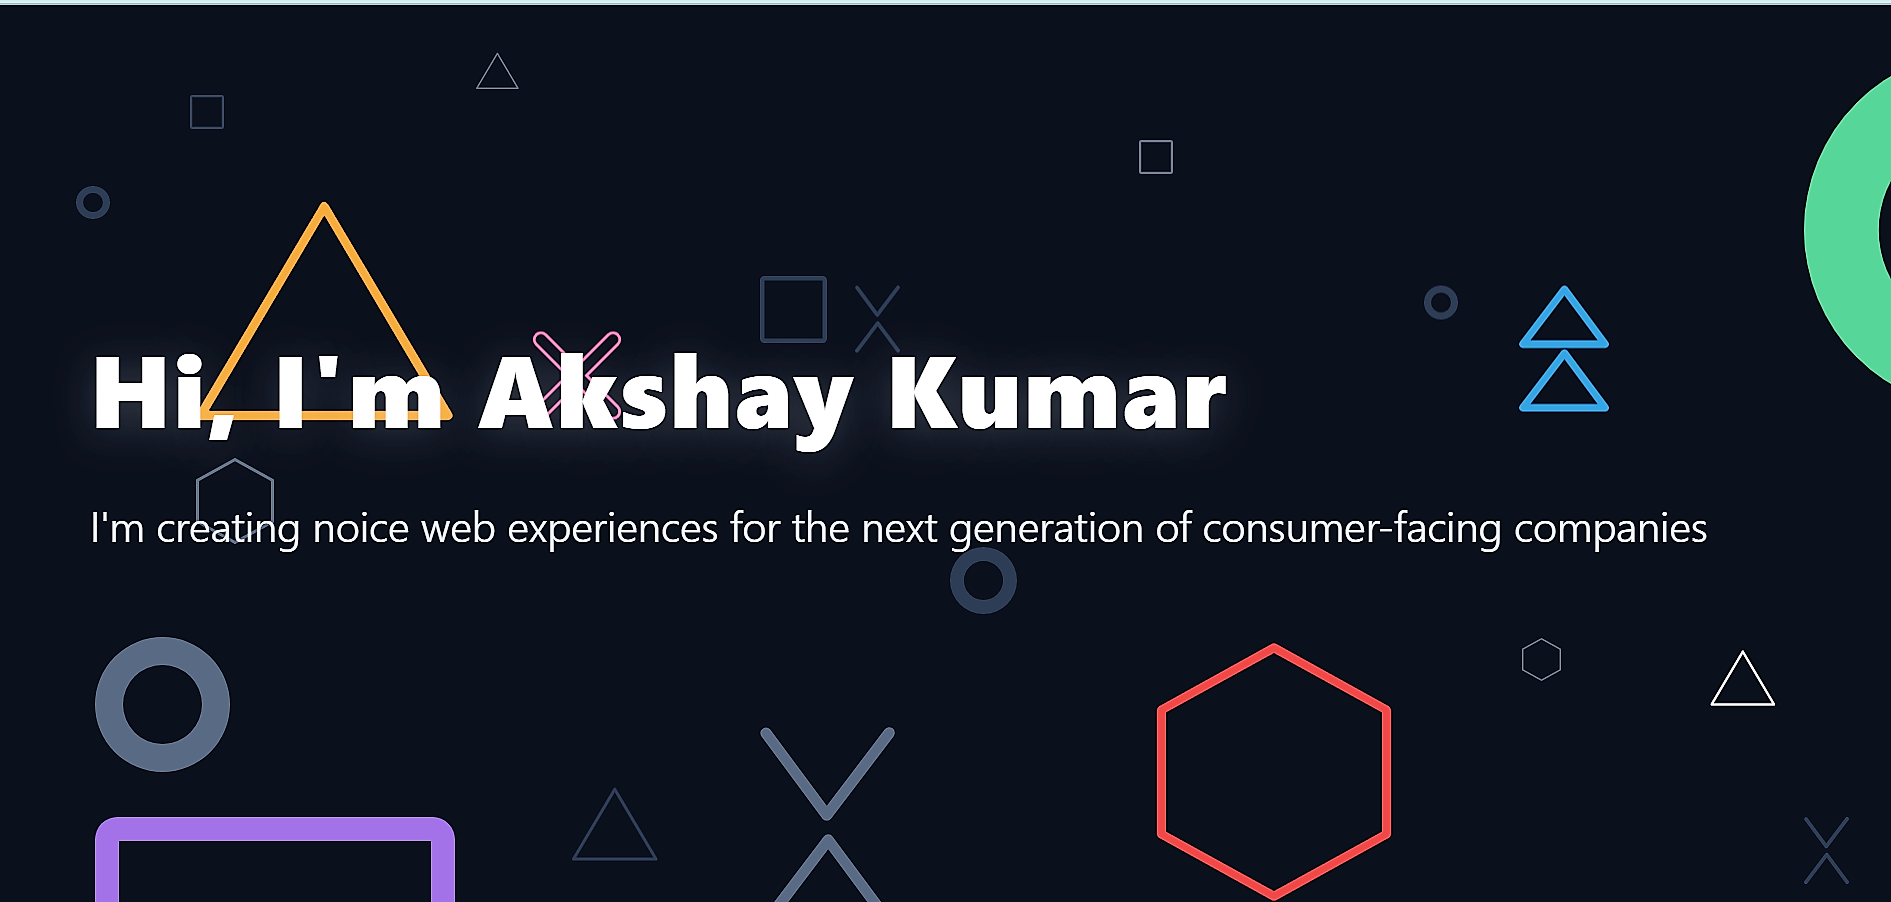 Hi, I'm Akshay Kumar
I'm creating noice web experiences for the next generation of consumer-facing companies